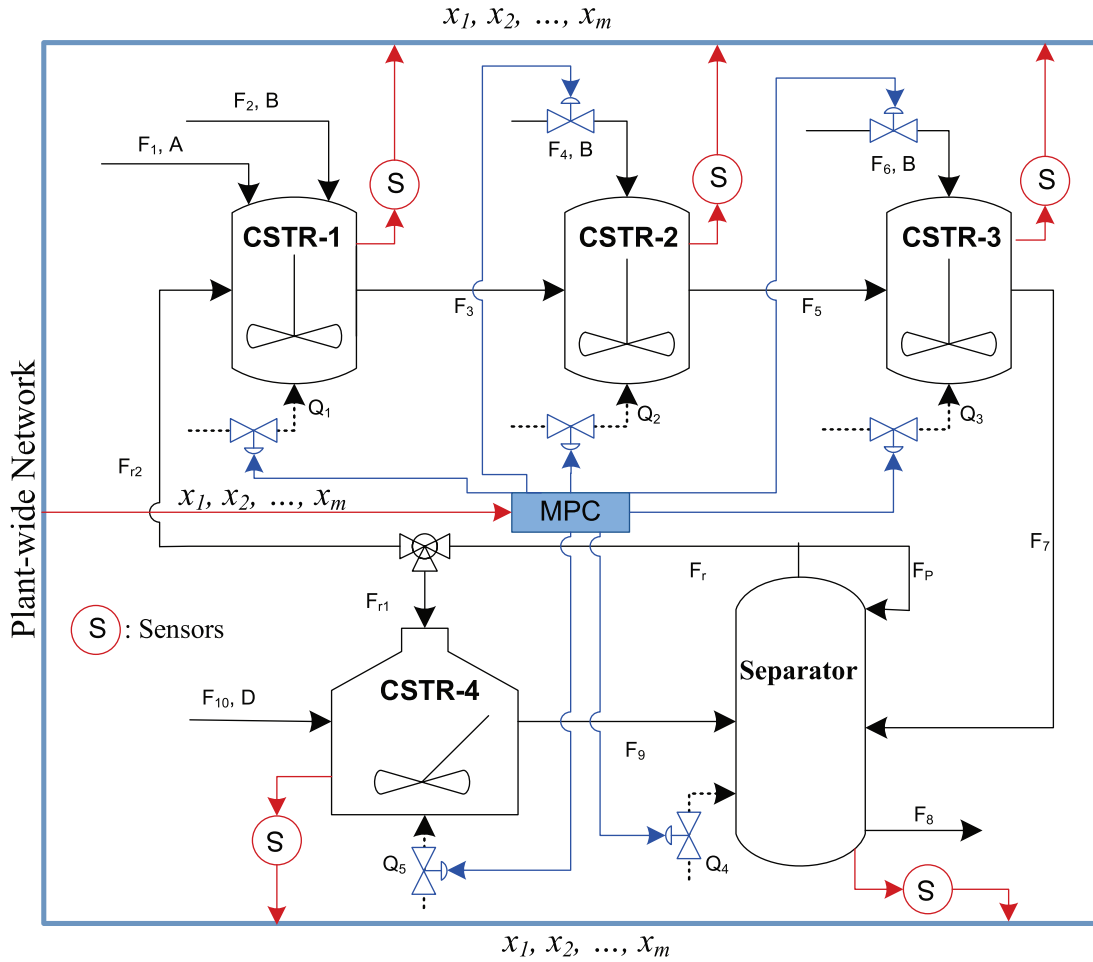 x1, x2, ..., xm
F2, B
F1, A
F4, B
F6, B
S
S
S
CSTR-1
CSTR-2
CSTR-3
F3
F5
Q1
Q2
Q3
Plant-wide Network
Fr2
x1, x2, ..., xm
MPC
F7
Fr
FP
Fr1
S
: Sensors
Separator
CSTR-4
F10, D
F9
F8
S
Q5
Q4
S
x1, x2, ..., xm